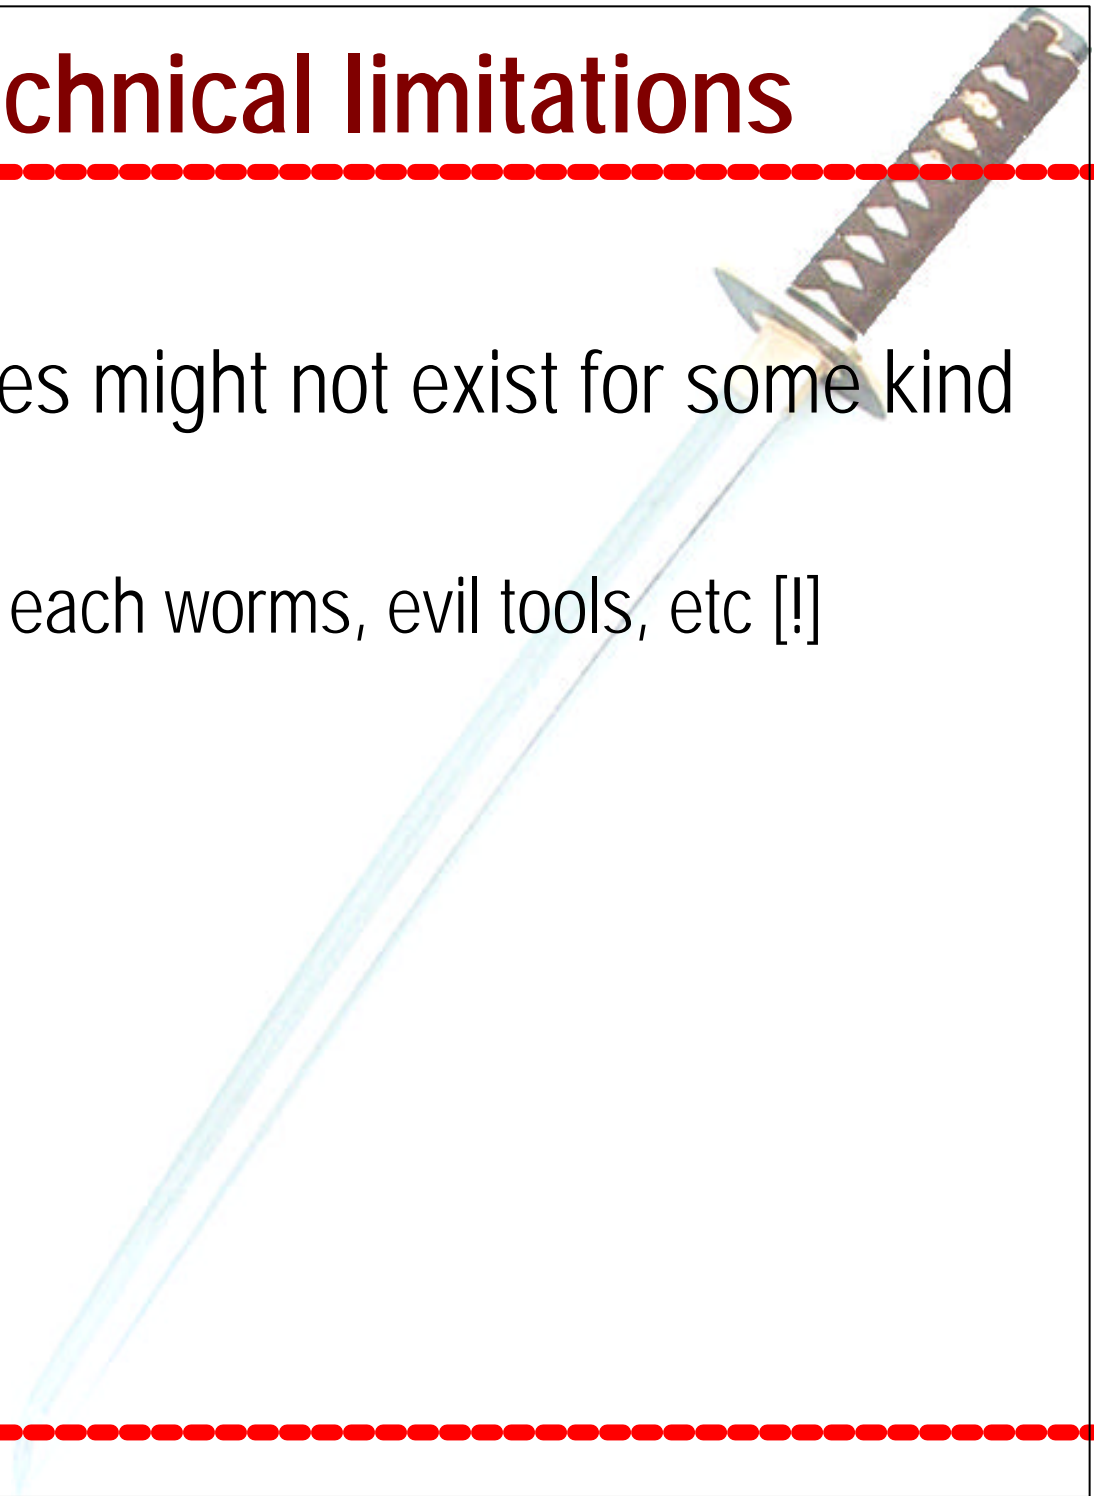 chnical limitations
es might not exist for some kind
each worms, evil tools, etc [!]